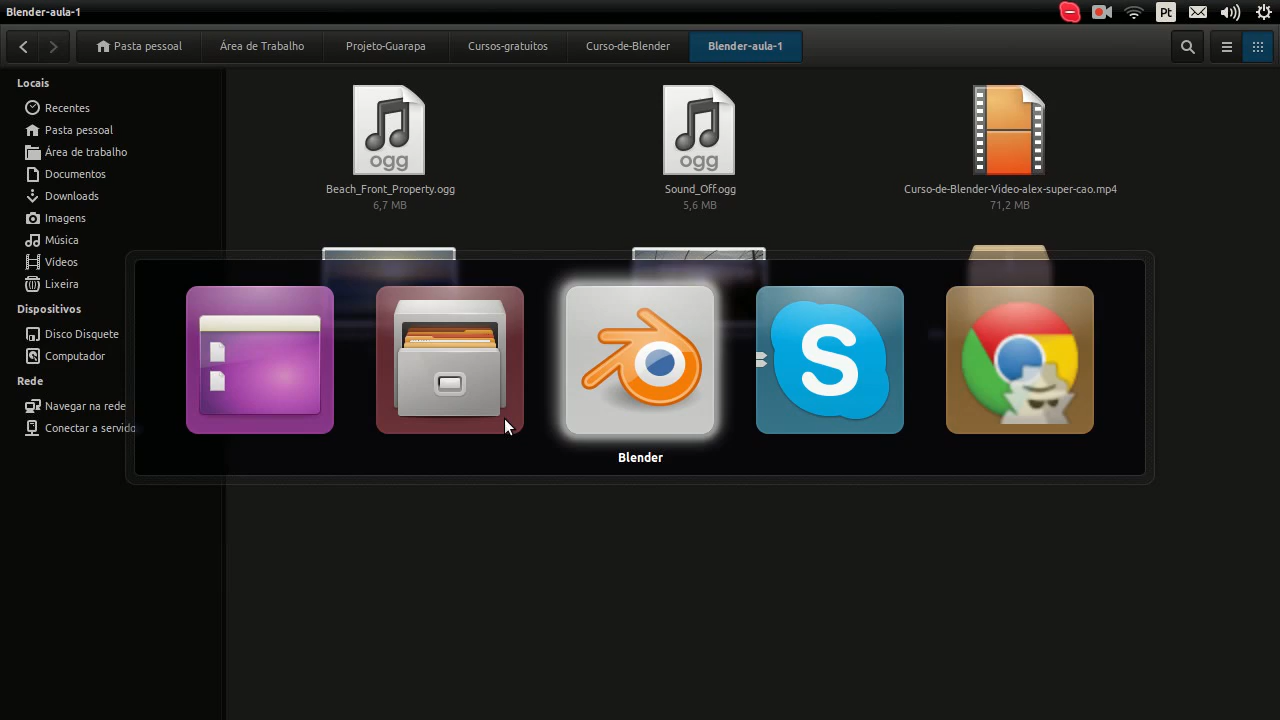 Blender-aula-1
Pt
Pasta pessoal
Área de Trabalho
Projeto-Guarapa
Cursos-gratuitos
Curso-de-Blender
Blender-aula-1
Locais
Recentes
Pasta pessoal
Área de trabalho
Documentos
Downloads
Imagens
Música
Vídeos
Lixeira
Dispositivos
Disco Disquete
Computador
Rede
Navegar na rede
Conectar a servido
ogg
Beach_Front_Property.ogg
6,7 MB
ogg
Sound_Off.ogg
5,6 MB
Curso-de-Blender-Video-alex-super-cao.mp4
71,2 MB
S
Blender